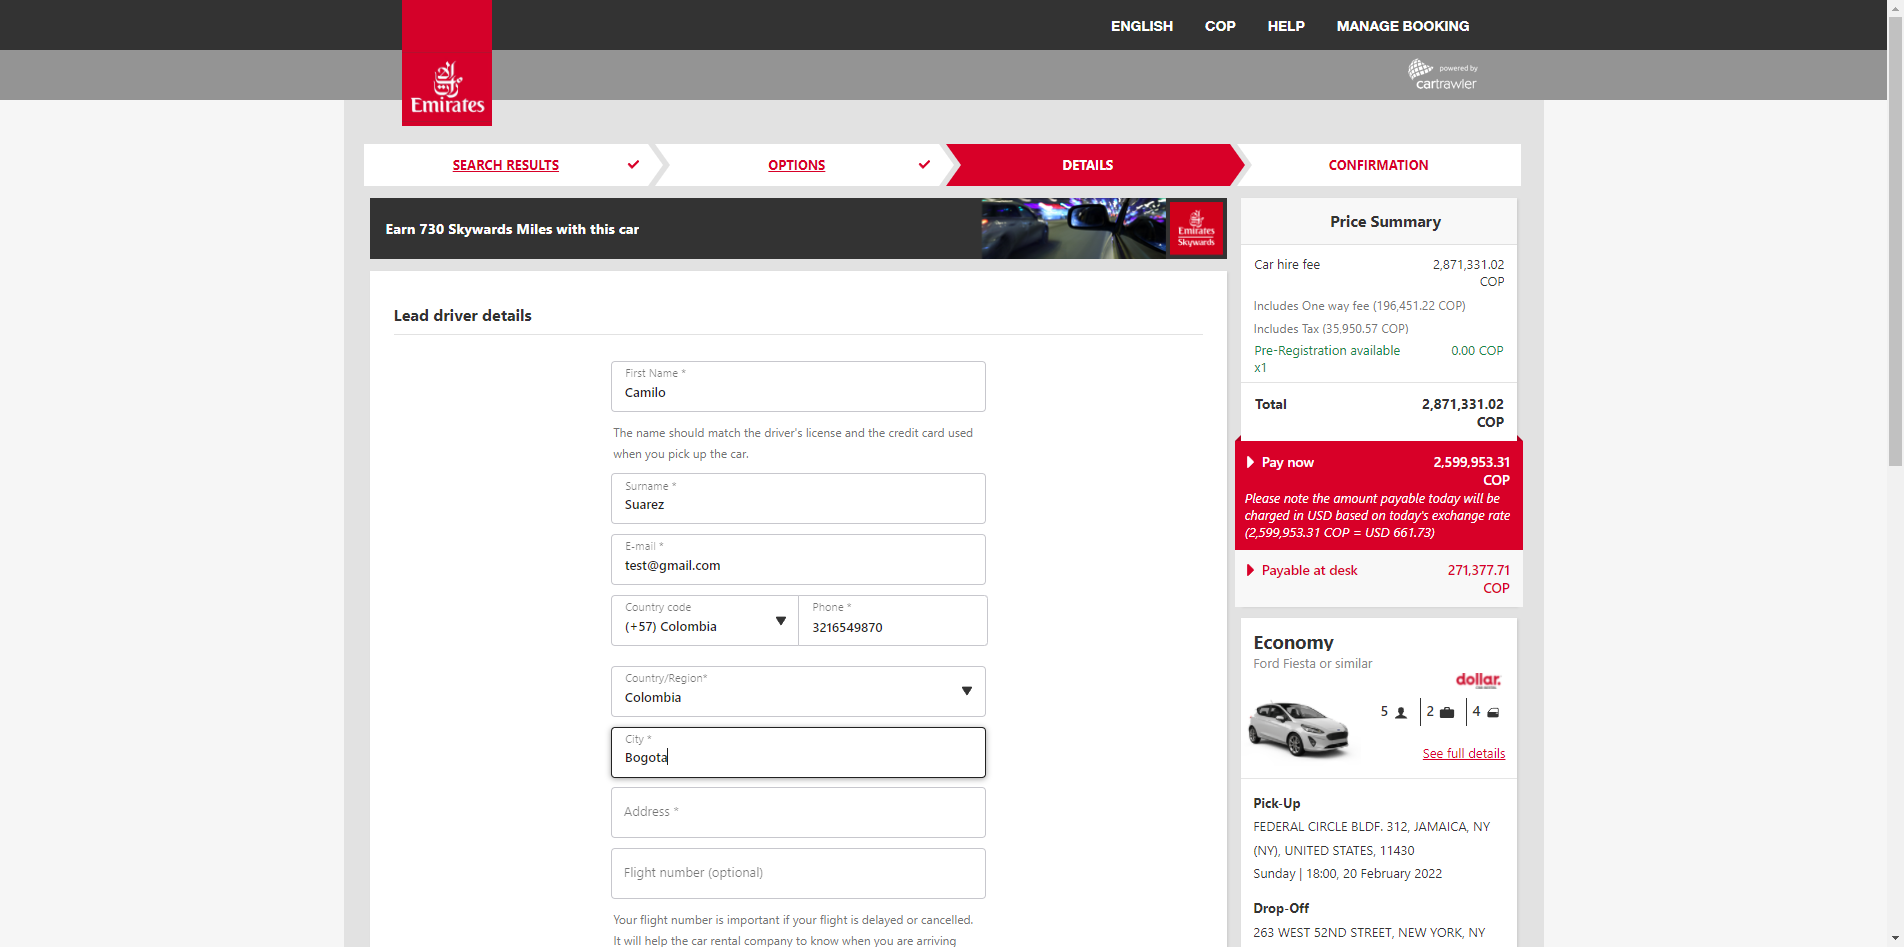 ENGLISH COP HELP MANAGE BOOKING
powered by
cartrawler
Emirates
SEARCH RESULTS OPTIONS DETAILS CONFIRMATION
Earn 730 Skywards Miles with this car
Emirates
Skywards
Lead driver details
First Name *
Camilo
The name should match the driver's license and the credit card used
when you pick up the car.
Surname *
Suarez
E-mail *
test@gmail.com
Country code
(+57) Colombia
Phone *
3216549870
Country/Region*
Colombia
City *
Bogota
Address *
Flight number (optional)
Your flight number is important if your flight is delayed or cancelled.
It will help the car rental company to know when you are arriving
Price Summary
Car hire fee 2,871,331.02
COP
Includes One way fee (196,451.22 COP)
Includes Tax (35,950.57 COP)
Pre-Registration available 0.00 COP
x1
Total 2,871,331.02
COP
Pay now 2,599,953.31
COP
Please note the amount payable today will be
charged in USD based on today's exchange rate
(2,599,953.31 COP = USD 661.73)
Payable at desk 271,377.71
COP
Economy
Ford Fiesta or similar
dollar.
5 2 4
See full details
Pick-Up
FEDERAL CIRCLE BLDF. 312, JAMAICA, NY
(NY), UNITED STATES, 11430
Sunday | 18:00, 20 February 2022
Drop-Off
263 WEST 52ND STREET, NEW YORK, NY